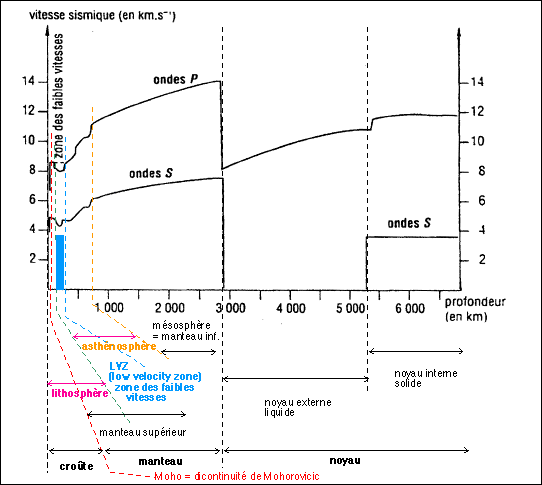 vitesse sismique (en km.s⁻¹)
zone des faibles vitesses
ondes P
ondes S
ondes S
14
12
10
8
6
4
2
14
12
10
8
6
4
2
1 000
2 000
3 000
4 000
5 000
6 000
profondeur
(en km)
mésosphère
= manteau inf.
asthénosphère
LVZ
(low velocity zone)
zone des faibles
vitesses
lithosphère
manteau supérieur
noyau externe
liquide
noyau interne
solide
croûte
manteau
noyau
Moho = dicontinuité de Mohorovicic